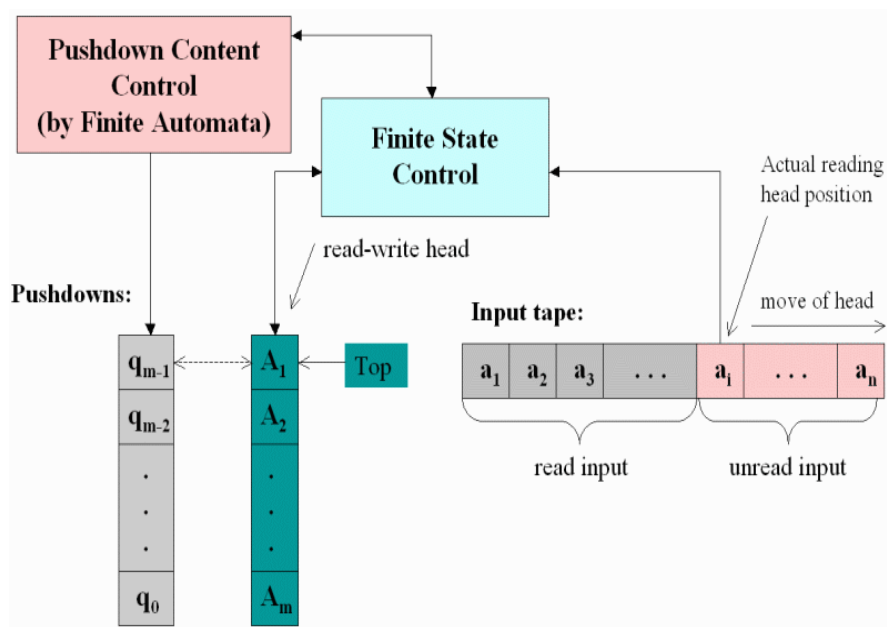 Pushdown Content
Control
(by Finite Automata)
Finite State
Control
Actual reading
head position
read-write head
Pushdowns:
Input tape:
move of head
qm-1
A1
Top
a1 a2 a3 . . . ai . . . an
qm-2
A2
.
.
.
.
.
.
read input
unread input
q0
Am